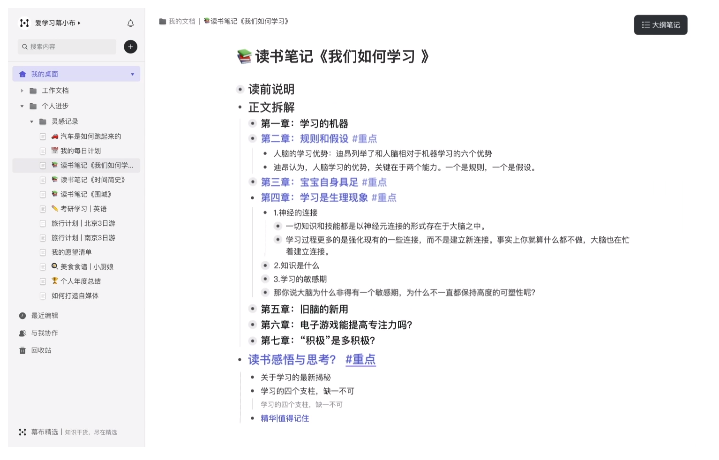 爱学习幕小布
搜索内容
我的桌面
工作文档
个人进步
灵感记录
🚗 汽车是如何跑起来的
我的每日计划
📚 读书笔记《我们如何学...
📚 读书笔记《时间简史》
📚 读书笔记《围城》
✏️ 考研学习 | 英语
旅行计划 | 北京3日游
旅行计划 | 南京3日游
我的愿望清单
🍳 美食食谱 | 小厨娘
🏆 个人年度总结
如何打造自媒体
最近编辑
与我协作
回收站
幕布精选 | 知识干货，尽在精选
我的文档 | 📚读书笔记《我们如何学习》
大纲笔记
📚 读书笔记《我们如何学习 》
读前说明
正文拆解
第一章：学习的机器
第二章：规则和假设 #重点
人脑的学习优势：迪昂列举了和人脑相对于机器学习的六个优势
迪昂认为，人脑学习的优势，关键在于两个能力。一个是规则，一个是假设。
第三章：宝宝自身具足 #重点
第四章：学习是生理现象 #重点
1.神经的连接
一切知识和技能都是以神经元连接的形式存在于大脑之中。
学习过程更多的是强化现有的一些连接，而不是建立新连接。事实上你就算什么都不做，大脑也在忙
着建立连接。
2.知识是什么
3.学习的敏感期
那你说大脑为什么非得有一个敏感期，为什么不一直都保持高度的可塑性呢？
第五章：旧脑的新用
第六章：电子游戏能提高专注力吗？
第七章：“积极”是多积极？
读书感悟与思考？ #重点
关于学习的最新揭秘
学习的四个支柱，缺一不可
学习的四个支柱，缺一不可
精华|值得记住